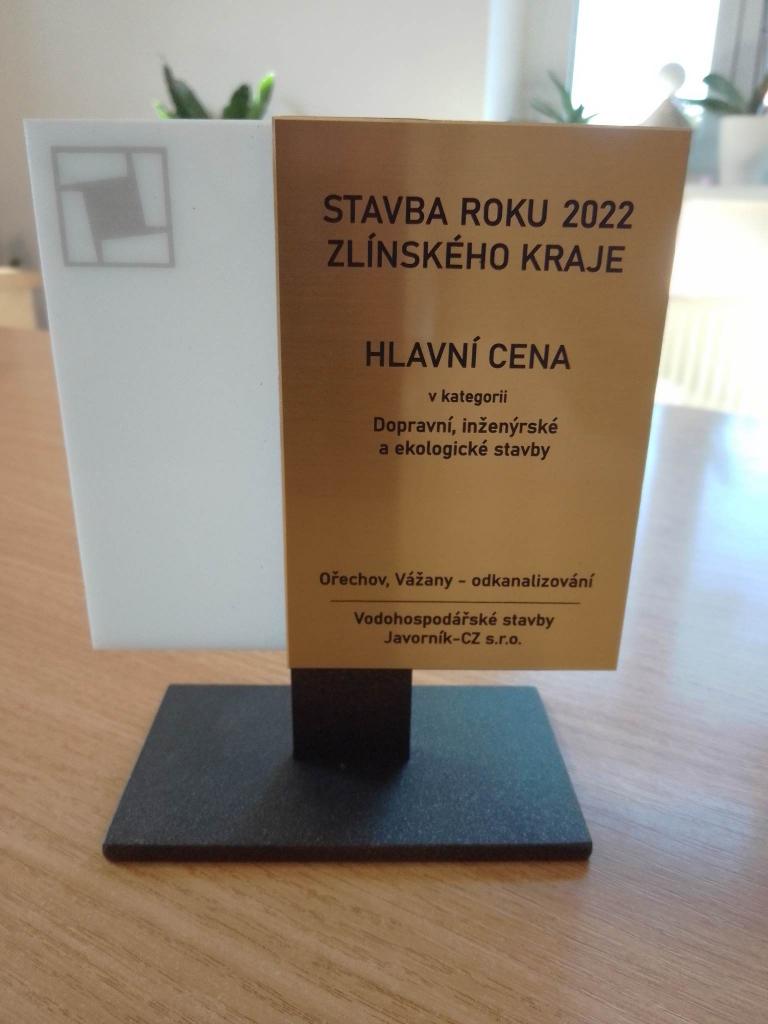 STAVBA ROKU 2022
ZLÍNSKÉHO KRAJE
HLAVNÍ CENA
v kategorii
Dopravní, inženýrské
a ekologické stavby
Ořechov, Vážany - odkanalizování
Vodohospodářské stavby
Javorník-CZ s.r.o.